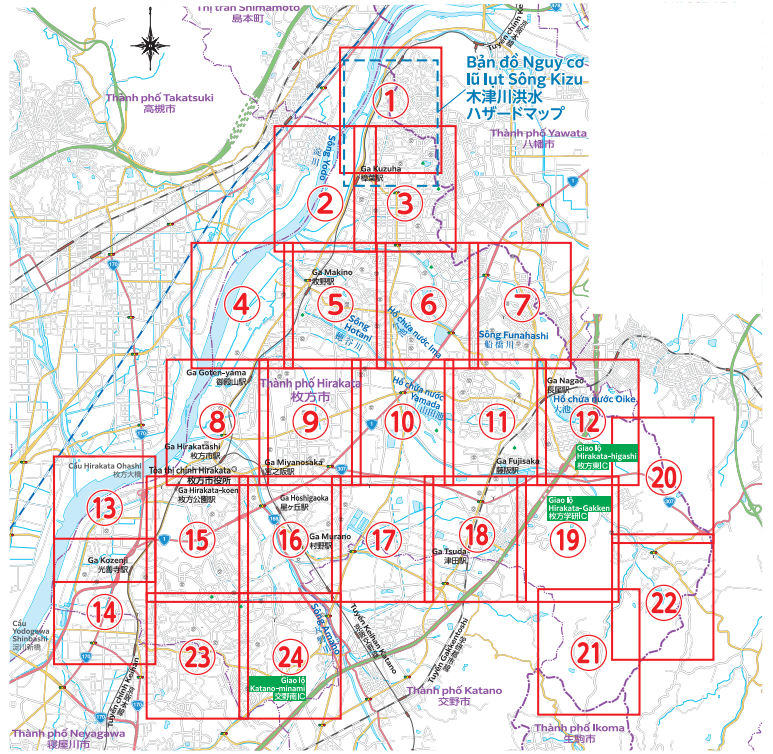 Thị trấn Shimamoto
島本町
Tuyến chính Ke
Bản đồ Nguy cơ
lũ lụt Sông Kizu
木津川洪水
ハザードマップ
Thành phố Takatsuki
高槻市
1
Thành phố Yawata
八幡市
Sông Yodo
淀川
Ga Kuzuha
樟葉駅
1
2
3
170
Ga Makino
牧野駅
4
5
6
7
Sông Hotani
穂谷川
Hồ chứa nước Ina
Sông Funahashi
船橋川
Ga Goten-yama
御殿山駅
Thành phố Hirakata
枚方市
Hồ chứa nước
Yamada
山田池
Ga Nagao
長尾駅
Hồ chứa nước Oike
大池
8
9
10
11
12
1
170
Ga Hirakatashi
枚方市駅
Giao lộ
Hirakata-higashi
枚方東IC
Cầu Hirakata Ohashi
枚方大橋
Tòa thị chính Hirakata
枚方市役所
Ga Miyanosaka
宮之阪駅
307
Ga Fujisaka
藤阪駅
20
13
Ga Hirakata-koen
枚方公園駅
Ga Hoshigaoka
星ヶ丘駅
Giao lộ
Hirakata-Gakken
枚方学研IC
307
168
1
15
16
17
18
19
Ga Murano
村野駅
Ga Tsuda
津田駅
Ga Kozenji
光善寺駅
14
22
Cầu
Yodogawa
Shinbashi
淀川新橋
Sông Amano
Tuyến Keihan Katano
Tuyến Gakkentoshi
170
23
24
21
Giao lộ
Katano-minami
交野南IC
Thành phố Katano
交野市
Tuyến chính Keihan
Thành phố Neyagawa
寝屋川市
Thành phố Ikoma
生駒市